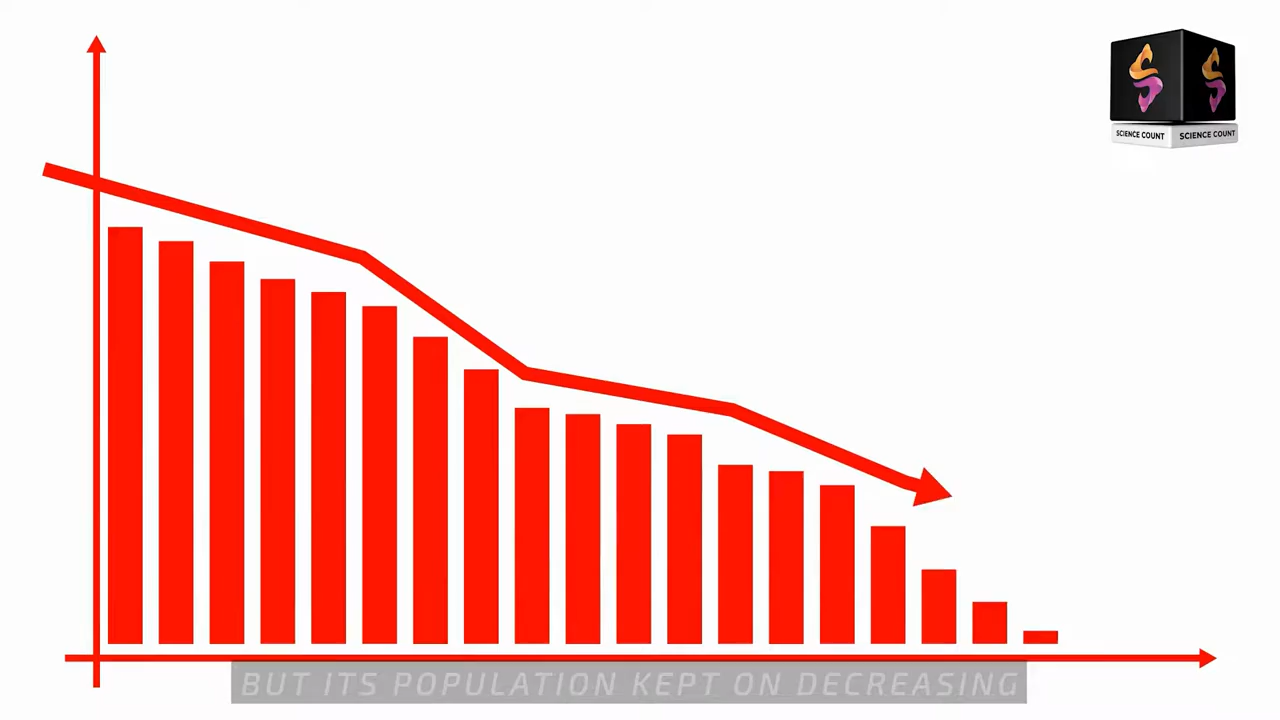 SCIENCE COUNT SCIENCE COUNT
BUT ITS POPULATION KEPT ON DECREASING